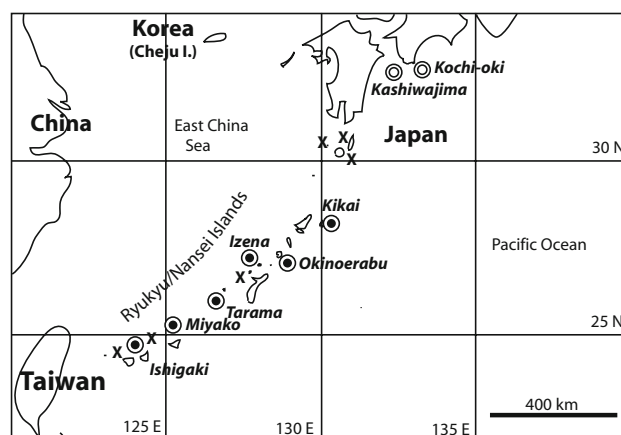 Korea
(Cheju I.)
Kochi-oki
Kashiwajima
China
East China
Sea
Japan
X
X
X
30 N
Kikai
Ryukyu/Nansei Islands
Izena
Pacific Ocean
Okinoerabu
X
Tarama
Miyako
25 N
X
X
Ishigaki
Taiwan
400 km
125 E
130 E
135 E